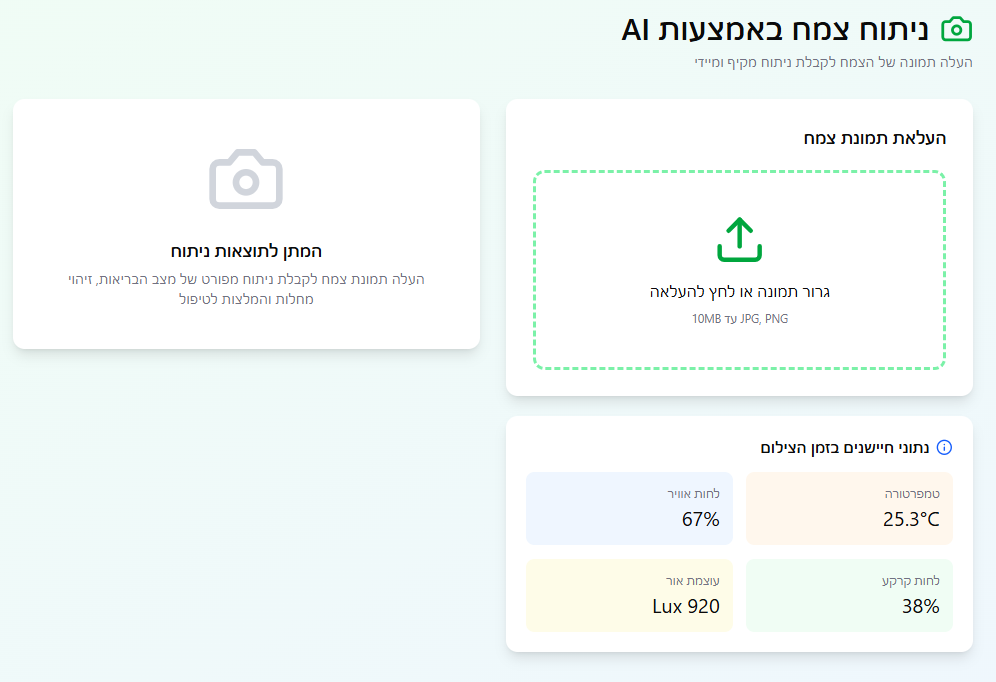 ניתוח צמח באמצעות AI
העלה תמונה של הצמח לקבלת ניתוח מקיף ומיידי
העלאת תמונת צמח
גרור תמונה או לחץ להעלאה
JPG, PNG עד 10MB
נתוני חיישנים בזמן הצילום
טמפרטורה
25.3°C
לחות אוויר
67%
לחות קרקע
38%
עוצמת אור
920 Lux
המתן לתוצאות ניתוח
העלה תמונת צמח לקבלת ניתוח מפורט של מצב הבריאות, זיהוי
מחלות והמלצות לטיפול